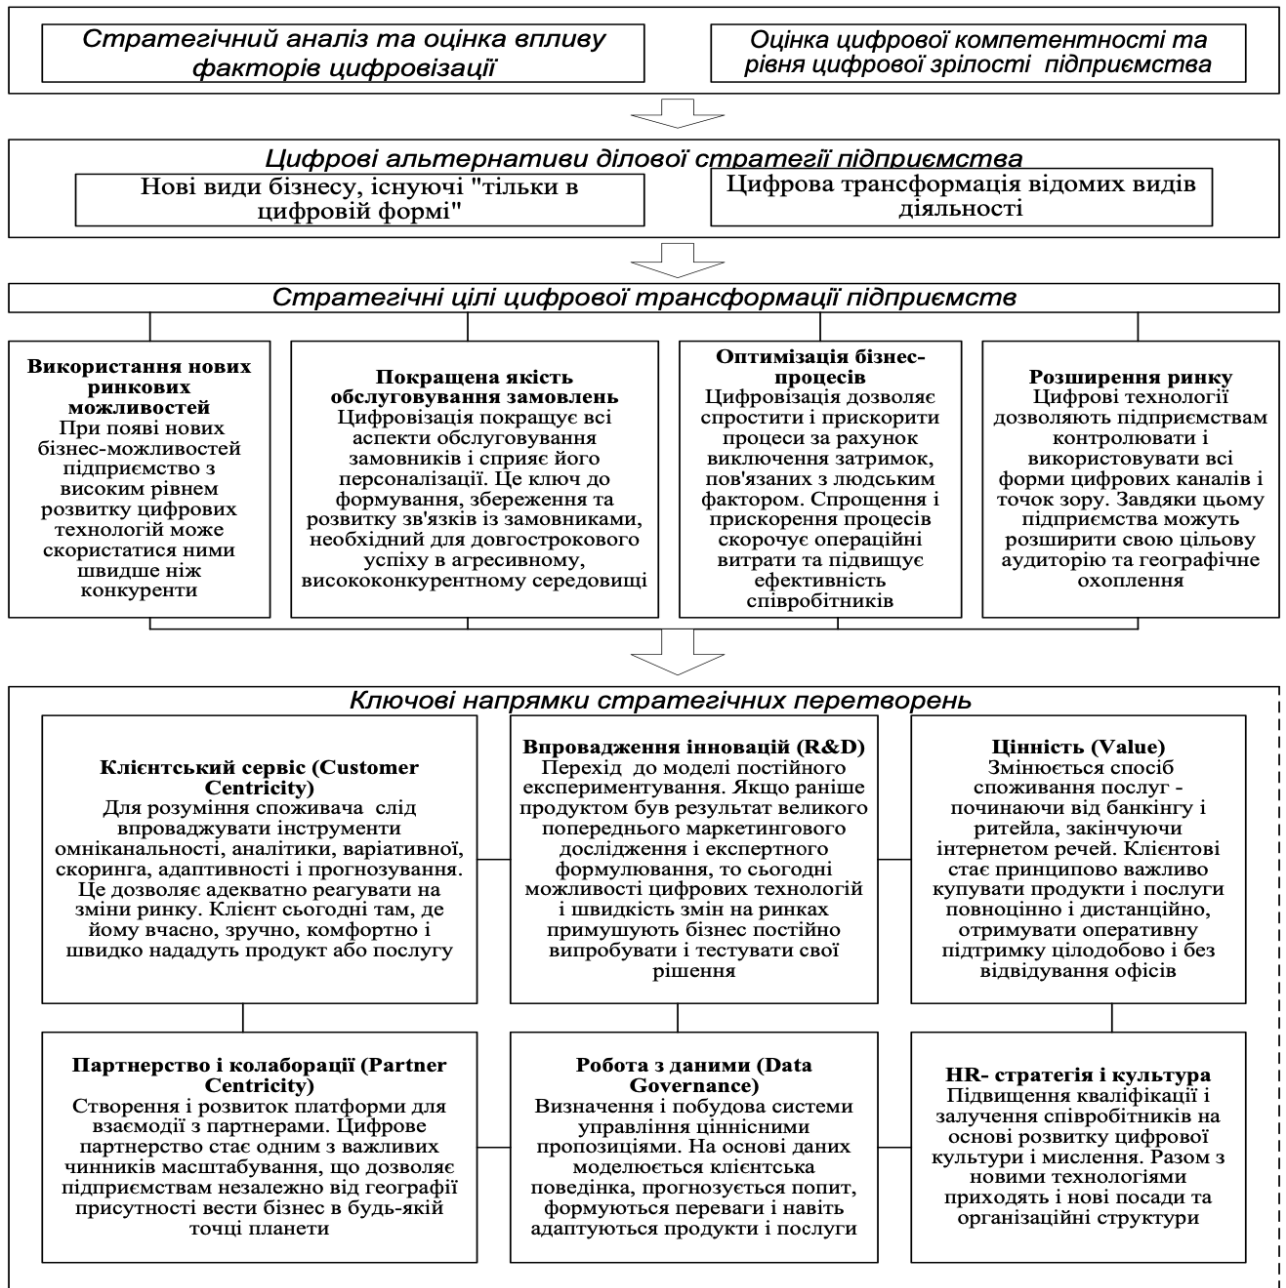 Стратегічний аналіз та оцінка впливу
факторів цифровізації
Оцінка цифрової компетентності та
рівня цифрової зрілості підприємства
Цифрові альтернативи ділової стратегії підприємства
Нові види бізнесу, існуючі "тільки в
цифровій формі"
Цифрова трансформація відомих видів
діяльності
Стратегічні цілі цифрової трансформації підприємств
Використання нових
ринкових
можливостей
При появі нових
бізнес-можливостей
підприємство з
високим рівнем
розвитку цифрових
технологій може
скористатися ними
швидше ніж
конкуренти
Покращена якість
обслуговування замовлень
Цифровізація покращує всі
аспекти обслуговування
замовників і сприяє його
персоналізації. Це ключ до
формування, збереження та
розвитку зв'язків із замовниками,
необхідний для довгострокового
успіху в агресивному,
висококонкурентному середовищі
Оптимізація бізнес-
процесів
Цифровізація дозволяє
спростити і прискорити
процеси за рахунок
виключення затримок,
пов'язаних з людським
фактором. Спрощення і
прискорення процесів
скорочує операційні
витрати та підвищує
ефективність
співробітників
Розширення ринку
Цифрові технології
дозволяють підприємствам
контролювати і
використовувати всі
форми цифрових каналів і
точок зору. Завдяки цьому
підприємства можуть
розширити свою цільову
аудиторію та географічне
охоплення
Ключові напрямки стратегічних перетворень
Клієнтський сервіс (Customer
Centricity)
Для розуміння споживача слід
впроваджувати інструменти
омніканальності, аналітики, варіативної,
скоринга, адаптивності і прогнозування.
Це дозволяє адекватно реагувати на
зміни ринку. Клієнт сьогодні там, де
йому вчасно, зручно, комфортно і
швидко нададуть продукт або послугу
Впровадження інновацій (R&D)
Перехід до моделі постійного
експериментування. Якщо раніше
продуктом був результат великого
попереднього маркетингового
дослідження і експертного
формулювання, то сьогодні
можливості цифрових технологій
і швидкість змін на ринках
примушують бізнес постійно
випробувати і тестувати свої
рішення
Цінність (Value)
Змінюється спосіб
споживання послуг -
починаючи від банкінгу і
ритейла, закінчуючи
інтернетом речей. Клієнтові
стає принципово важливо
купувати продукти і послуги
повноцінно і дистанційно,
отримувати оперативну
підтримку цілодобово і без
відвідування офісів
Партнерство і колаборації (Partner
Centricity)
Створення і розвиток платформи для
взаємодії з партнерами. Цифрове
партнерство стає одним з важливих
чинників масштабування, що дозволяє
підприємствам незалежно від географії
присутності вести бізнес в будь-якій
точці планети
Робота з даними (Data
Governance)
Визначення і побудова системи
управління ціннісними
пропозиціями. На основі даних
моделюється клієнтська
поведінка, прогнозується попит,
формуються переваги і навіть
адаптуються продукти і послуги
HR- стратегія і культура
Підвищення кваліфікації і
залучення співробітників на
основі розвитку цифрової
культури і мислення. Разом з
новими технологіями
приходять і нові посади та
організаційні структури